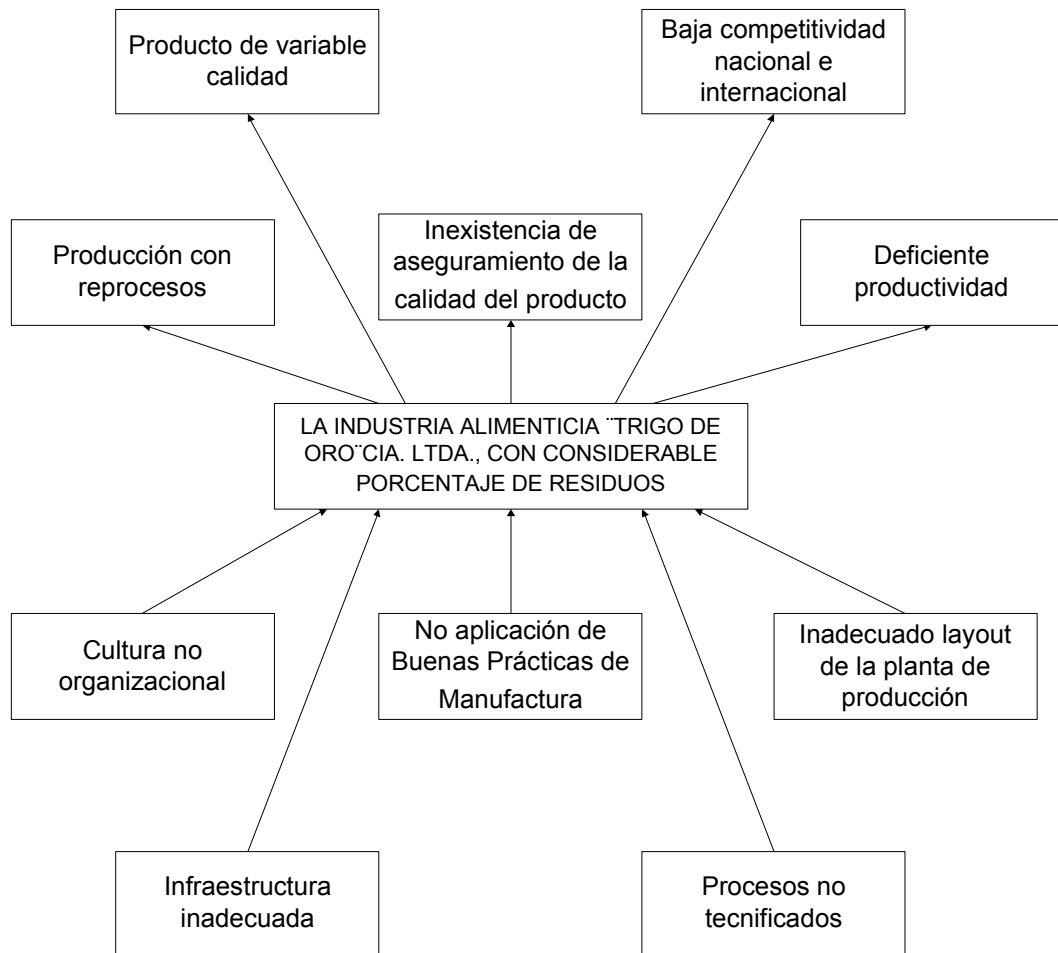 Producto de variable
calidad
Baja competitividad
nacional e
internacional
Producción con
reprocesos
Inexistencia de
aseguramiento de la
calidad del producto
Deficiente
productividad
LA INDUSTRIA ALIMENTICIA ¨TRIGO DE
ORO¨CIA. LTDA., CON CONSIDERABLE
PORCENTAJE DE RESIDUOS
Cultura no
organizacional
No aplicación de
Buenas Prácticas de
Manufactura
Inadecuado layout
de la planta de
producción
Infraestructura
inadecuada
Procesos no
tecnificados